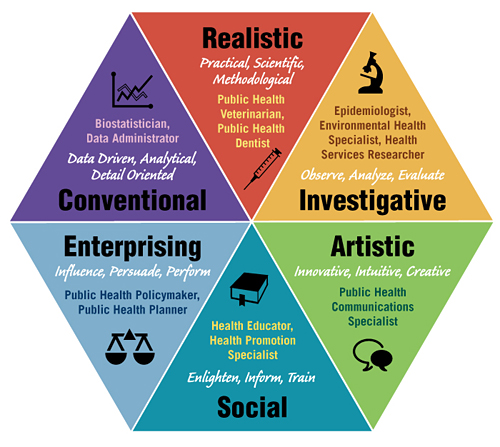 Realistic
Practical, Scientific,
Methodological
Public Health
Veterinarian,
Public Health
Dentist
Epidemiologist,
Environmental Health
Specialist, Health
Services Researcher
Observe, Analyze, Evaluate
Investigative
Artistic
Innovative, Intuitive, Creative
Public Health
Communications
Specialist
Health Educator,
Health Promotion
Specialist
Enlighten, Inform, Train
Social
Enterprising
Influence, Persuade, Perform
Public Health Policymaker,
Public Health Planner
Biostatistician,
Data Administrator
Data Driven, Analytical,
Detail Oriented
Conventional